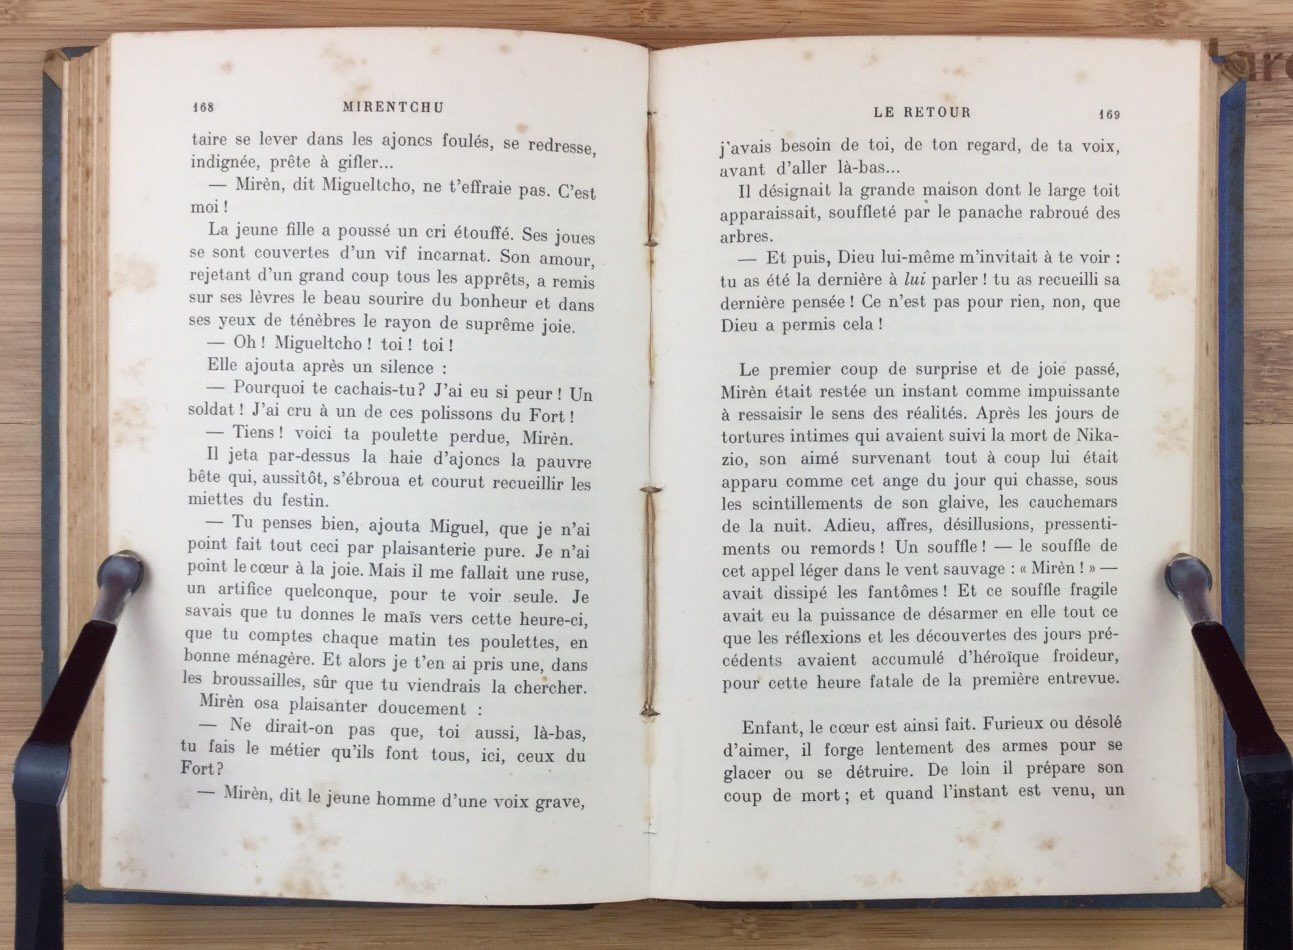 168 MIRENTCHU
taire se lever dans les ajoncs foulés, se redresse,
indignée, prête à gifler...
— Mirèn, dit Migueltcho, ne t'effraie pas. C'est
moi !
La jeune fille a poussé un cri étouffé. Ses joues
se sont couvertes d'un vif incarnat. Son amour,
rejetant d'un grand coup tous les apprêts, a remis
sur ses lèvres le beau sourire du bonheur et dans
ses yeux de ténèbres le rayon de suprême joie.
— Oh ! Migueltcho ! toi ! toi !
Elle ajouta après un silence :
— Pourquoi te cachais-tu? J'ai eu si peur ! Un
soldat ! J'ai cru à un de ces polissons du Fort !
— Tiens ! voici ta poulette perdue, Mirèn.
Il jeta par-dessus la haie d'ajoncs la pauvre
bête qui, aussitôt, s'ébroua et courut recueillir les
miettes du festin.
— Tu penses bien, ajouta Miguel, que je n'ai
point fait tout ceci par plaisanterie pure. Je n'ai
point le cœur à la joie. Mais il me fallait une ruse,
un artifice quelconque, pour te voir seule. Je
savais que tu donnes le maïs vers cette heure-ci,
que tu comptes chaque matin tes poulettes, en
bonne ménagère. Et alors je t'en ai pris une, dans
les broussailles, sûr que tu viendrais la chercher.
Mirèn osa plaisanter doucement :
— Ne dirait-on pas que, toi aussi, là-bas,
tu fais le métier qu'ils font tous, ici, ceux du
Fort?
— Mirèn, dit le jeune homme d'une voix grave,
LE RETOUR 169
j'avais besoin de toi, de ton regard, de ta voix,
avant d'aller là-bas...
Il désignait la grande maison dont le large toit
apparaissait, souffleté par le panache rabroué des
arbres.
— Et puis, Dieu lui-même m'invitait à te voir :
tu as été la dernière à lui parler ! tu as recueilli sa
dernière pensée ! Ce n'est pas pour rien, non, que
Dieu a permis cela !
Le premier coup de surprise et de joie passé,
Mirèn était restée un instant comme impuissante
à ressaisir le sens des réalités. Après les jours de
tortures intimes qui avaient suivi la mort de Nika-
zio, son aimé survenant tout à coup lui était
apparu comme cet ange du jour qui chasse, sous
les scintillements de son glaive, les cauchemars
de la nuit. Adieu, affres, désillusions, pressenti-
ments ou remords ! Un souffle ! — le souffle de
cet appel léger dans le vent sauvage : « Mirèn ! » —
avait dissipé les fantômes ! Et ce souffle fragile
avait eu la puissance de désarmer en elle tout ce
que les réflexions et les découvertes des jours pré-
cédents avaient accumulé d'héroïque froideur,
pour cette heure fatale de la première entrevue.
Enfant, le cœur est ainsi fait. Furieux ou désolé
d'aimer, il forge lentement des armes pour se
glacer ou se détruire. De loin il prépare son
coup de mort ; et quand l'instant est venu, un